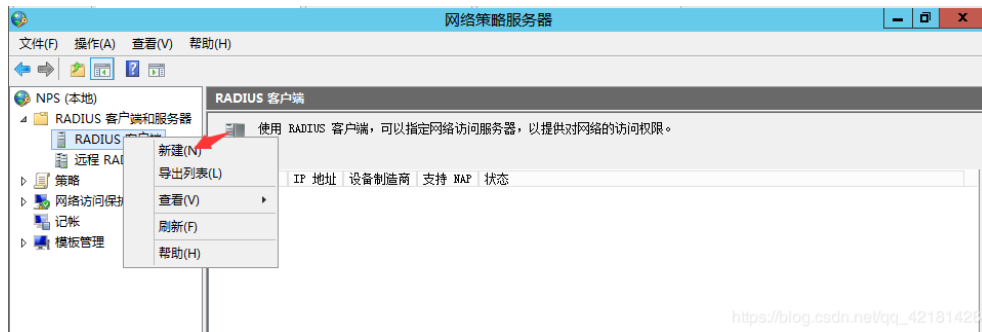 网络策略服务器
文件(F) 操作(A) 查看(V) 帮助(H)
NPS (本地)
RADIUS 客户端和服务器
RADIUS
远程 RAD
策略
网络访问保护
记帐
模板管理
新建(N)
导出列表(L)
查看(V)
刷新(F)
帮助(H)
RADIUS 客户端
使用 RADIUS 客户端，可以指定网络访问服务器，以提供对网络的访问权限。
IP 地址 设备制造商 支持 NAP 状态
https://blog.csdn.net/qq_42181428